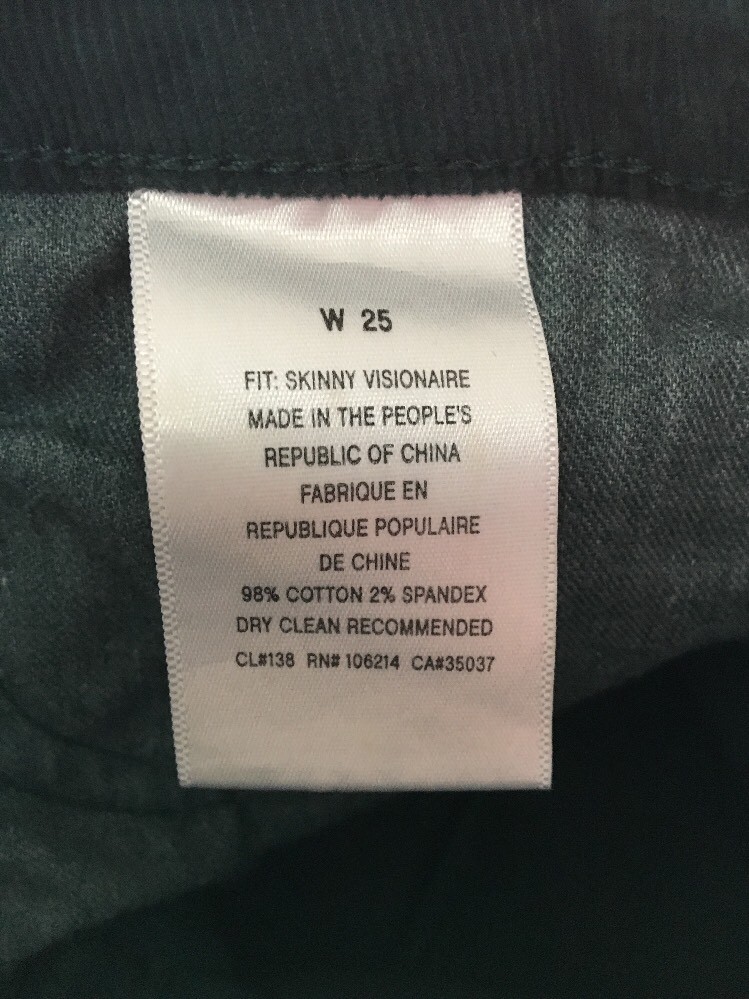 W 25
FIT: SKINNY VISIONAIRE
MADE IN THE PEOPLE'S
REPUBLIC OF CHINA
FABRIQUE EN
REPUBLIQUE POPULAIRE
DE CHINE
98% COTTON 2% SPANDEX
DRY CLEAN RECOMMENDED
CL#138 RN# 106214 CA#35037